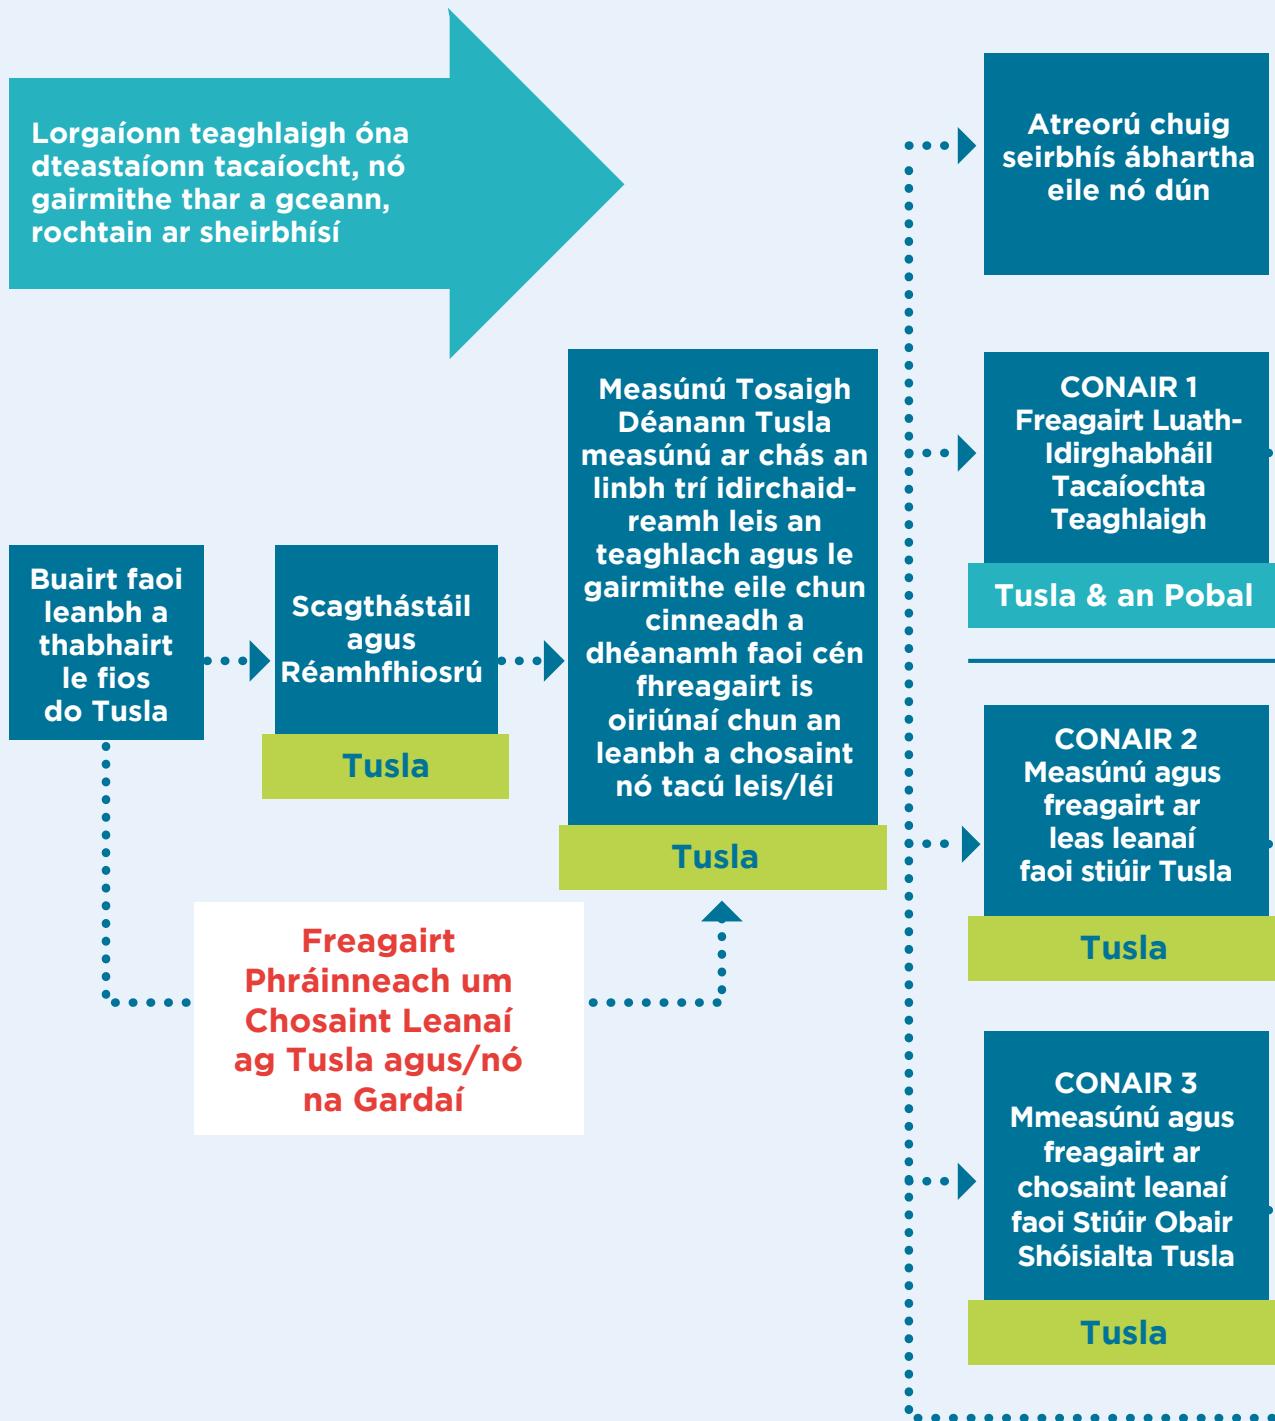 Lorgaíonn teaghlaigh óna
dteastaíonn tacaíocht, nó
gairmithe thar a gceann,
rochtain ar sheirbhísí
Buairt faoi
leanbh a
thabhairt
le fios
do Tusla
Scagthástáil
agus
Réamhfhiosrú
Tusla
Measúnú Tosaigh
Déanann Tusla
measúnú ar chás an
linbh trí idirchaid-
reamh leis an
teaghlach agus le
gairmithe eile chun
cinneadh a
dhéanamh faoi cén
fhreagairt is
oiriúnaí chun an
leanbh a chosaint
nó tacú leis/léi
Tusla
Freagairt
Phráinneach um
Chosaint Leanaí
ag Tusla agus/nó
na Gardaí
Atreorú chuig
seirbhís ábhartha
eile nó dún
CONAIR 1
Freagairt Luath-
Idirghabháil
Tacaíochta
Teaghlaigh
Tusla & an Pobal
CONAIR 2
Measúnú agus
freagairt ar
leas leanaí
faoi stiúir Tusla
Tusla
CONAIR 3
Mmeasúnú agus
freagairt ar
chosaint leanaí
faoi Stiúir Obair
Shóisialta Tusla
Tusla